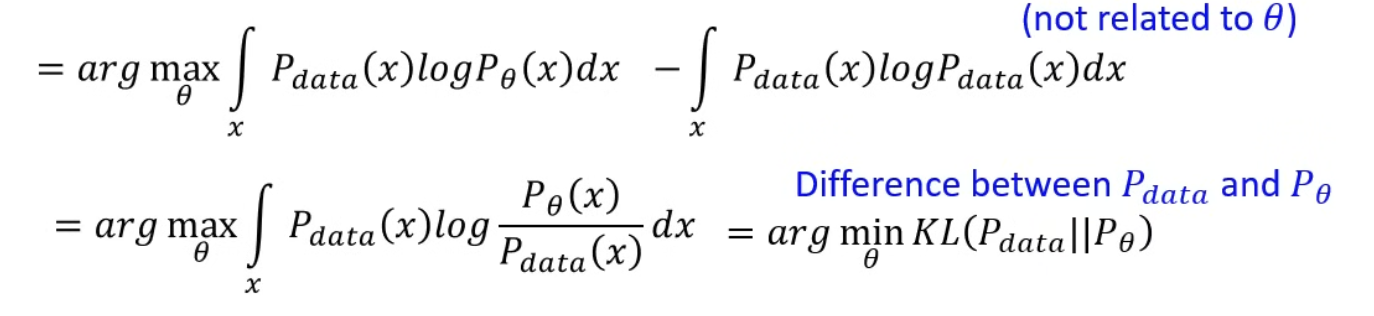 (not related to θ)
= arg max_θ ∫_x P_data(x)logP_θ(x)dx − ∫_x P_data(x)logP_data(x)dx
Difference between P_data and P_θ
= arg max_θ ∫_x P_data(x)log P_θ(x)/P_data(x) dx = arg min_θ KL(P_data||P_θ)